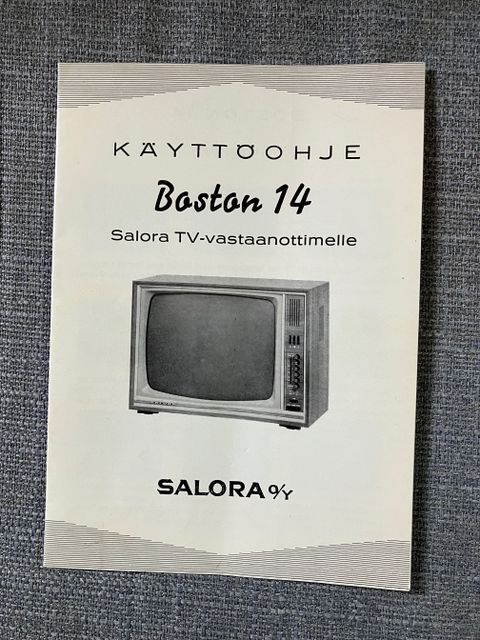 KÄYTTÖOHJE
Boston 14
Salora TV-vastaanottimelle
SALORA O/Y